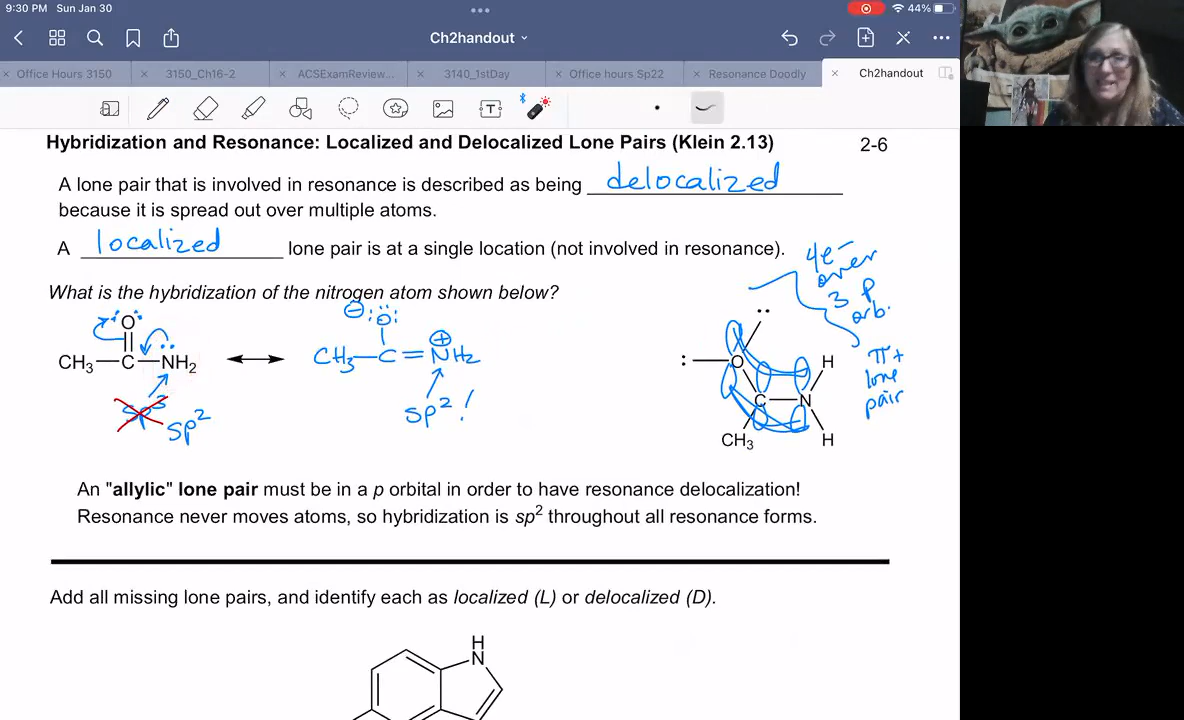 9:30 PM Sun Jan 30
44%
Ch2handout
Office Hours 3150
3150_Ch16-2
ACSExamReview...
3140_1stDay
Office hours Sp22
Resonance Doodly
Ch2handout
Hybridization and Resonance: Localized and Delocalized Lone Pairs (Klein 2.13)
2-6
A lone pair that is involved in resonance is described as being delocalized
because it is spread out over multiple atoms.
A localized lone pair is at a single location (not involved in resonance).
4e⁻
over
3 p
orb.
What is the hybridization of the nitrogen atom shown below?
O
CH₃—C—NH₂
sp³
sp²
⊖ :Ö:
⊕
CH₃—C=NH₂
sp²!
O
C—N
H
H
CH₃
π+
lone
pair
An "allylic" lone pair must be in a p orbital in order to have resonance delocalization!
Resonance never moves atoms, so hybridization is sp² throughout all resonance forms.
Add all missing lone pairs, and identify each as localized (L) or delocalized (D).
H
N